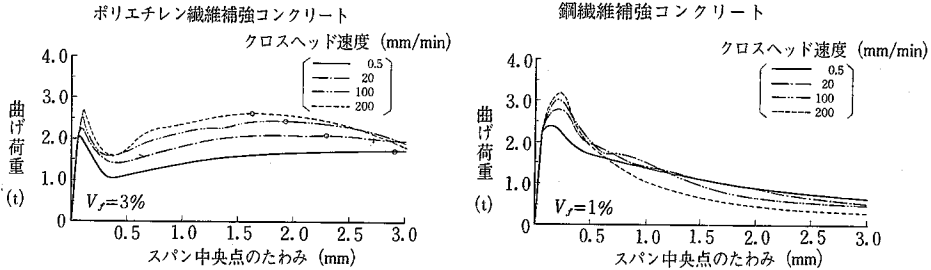 ポリエチレン繊維補強コンクリート
クロスヘッド速度 (mm/min)
0.5
20
100
200
4.0
3.0
2.0
1.0
0
曲げ荷重
(t)
Vf=3%
0.5 1.0 1.5 2.0 2.5 3.0
スパン中央点のたわみ (mm)
鋼繊維補強コンクリート
クロスヘッド速度 (mm/min)
0.5
20
100
200
4.0
3.0
2.0
1.0
0
曲げ荷重
(t)
Vf=1%
0.5 1.0 1.5 2.0 2.5 3.0
スパン中央点のたわみ (mm)